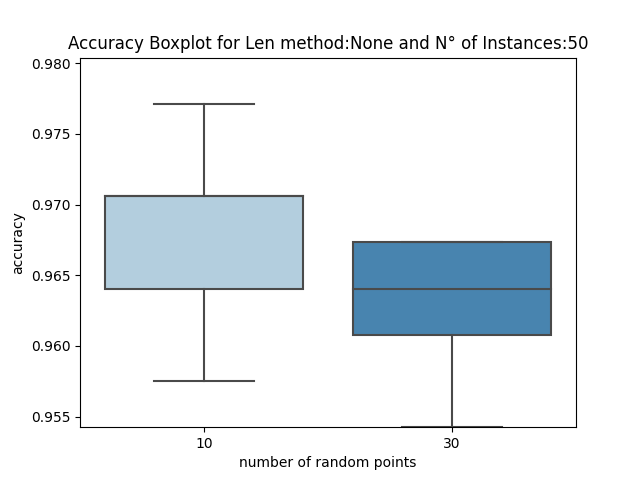 Accuracy Boxplot for Len method:None and N° of Instances:50
0.980
0.975
0.970
0.965
0.960
0.955
accuracy
10
30
number of random points